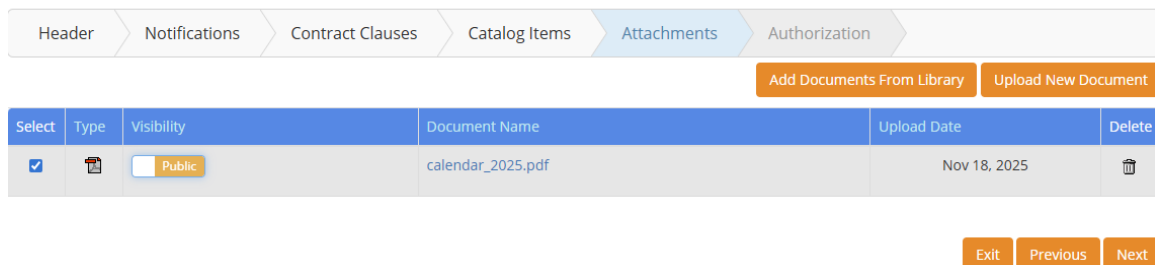 Header Notifications Contract Clauses Catalog Items Attachments Authorization
Add Documents From Library Upload New Document
Select Type Visibility Document Name Upload Date Delete
Public calendar_2025.pdf Nov 18, 2025
Exit Previous Next